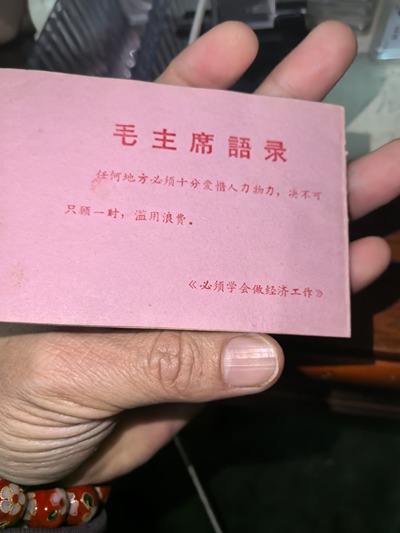 毛主席語录
任何地方必须十分爱惜人力物力，决不可
只顾一时，滥用浪费。
《必须学会做经济工作》